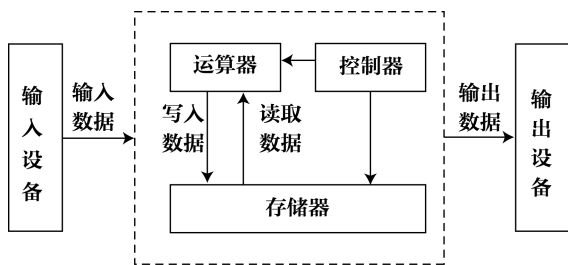 输入设备
输入
数据
运算器
控制器
写入
数据
读取
数据
存储器
输出
数据
输出设备